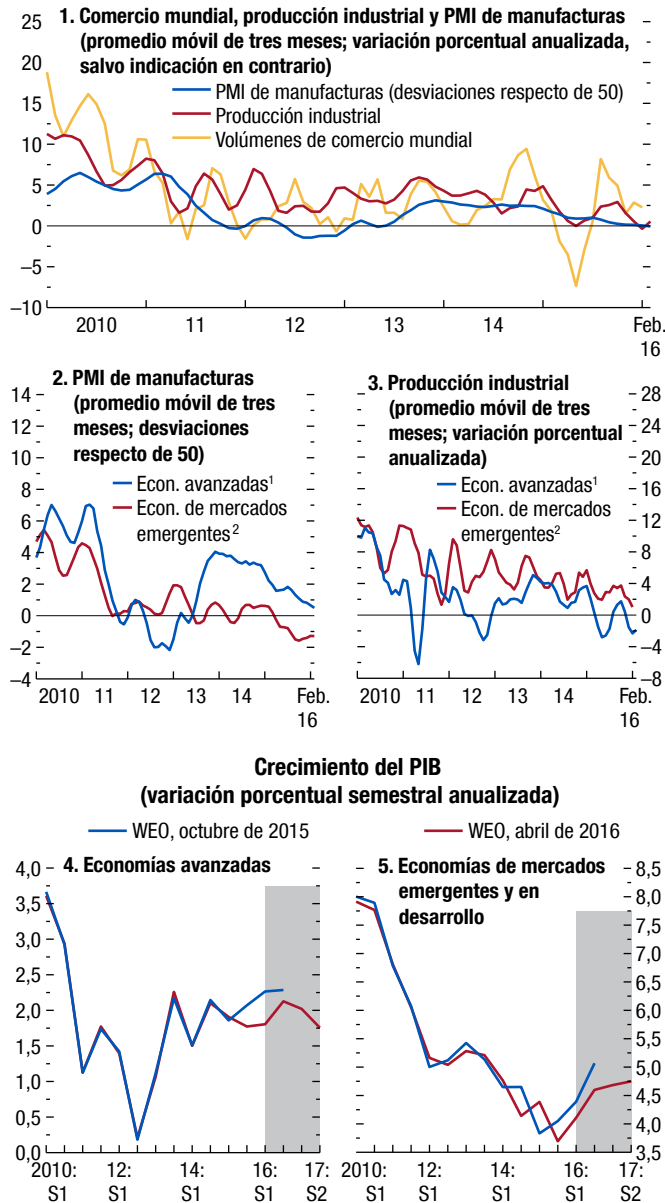 1. Comercio mundial, producción industrial y PMI de manufacturas
(promedio móvil de tres meses; variación porcentual anualizada,
salvo indicación en contrario)
PMI de manufacturas (desviaciones respecto de 50)
Producción industrial
Volúmenes de comercio mundial
25
20
15
10
5
0
–5
–10
2010 11 12 13 14 Feb.
16
2. PMI de manufacturas
(promedio móvil de tres
meses; desviaciones
respecto de 50)
Econ. avanzadas¹
Econ. de mercados
emergentes²
14
12
10
8
6
4
2
0
–2
–4
2010 11 12 13 14 Feb.
16
3. Producción industrial
(promedio móvil de tres
meses; variación porcentual
anualizada)
Econ. avanzadas¹
Econ. de mercados
emergentes²
28
24
20
16
12
8
4
0
–4
–8
2010 11 12 13 14 Feb.
16
Crecimiento del PIB
(variación porcentual semestral anualizada)
WEO, octubre de 2015
WEO, abril de 2016
4. Economías avanzadas
4,0
3,5
3,0
2,5
2,0
1,5
1,0
0,5
0,0
2010: 12: 14: 16: 17:
S1 S1 S1 S1 S2
5. Economías de mercados
emergentes y en
desarrollo
8,5
8,0
7,5
7,0
6,5
6,0
5,5
5,0
4,5
4,0
3,5
2010: 12: 14: 16: 17:
S1 S1 S1 S1 S2